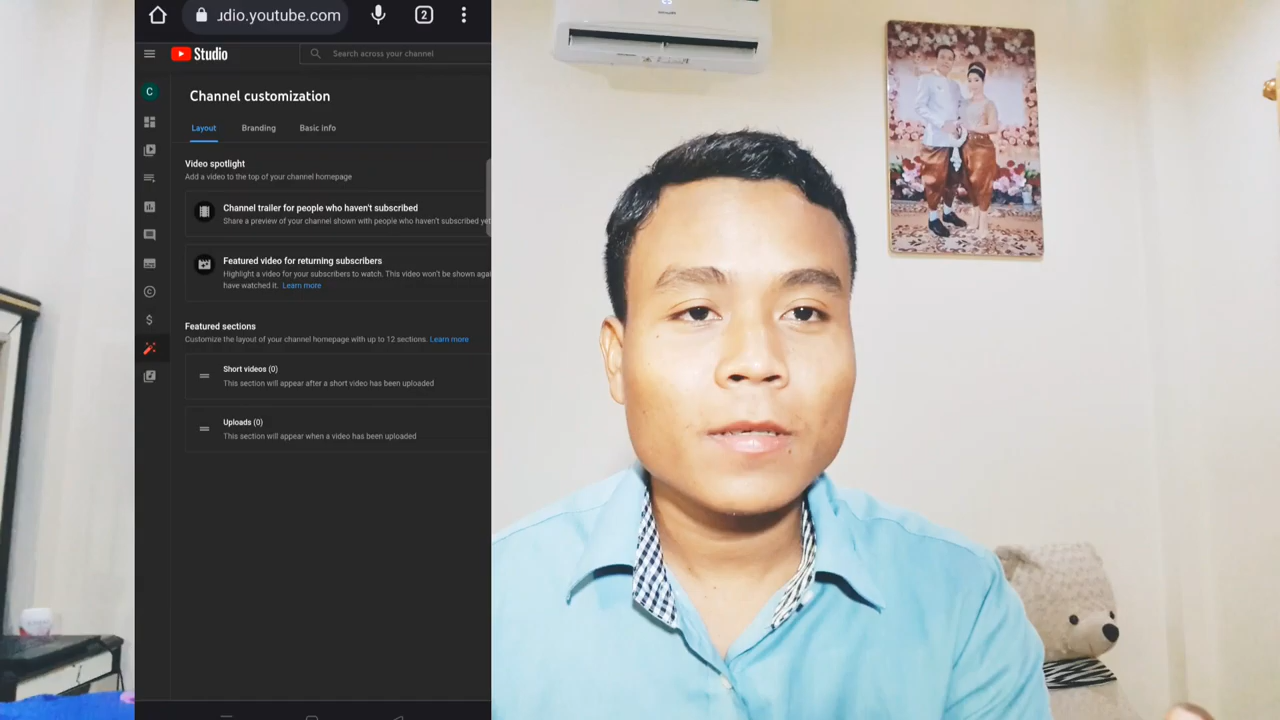 udio.youtube.com
2
Studio
Search across your channel
C
Channel customization
Layout
Branding
Basic info
Video spotlight
Add a video to the top of your channel homepage
Channel trailer for people who haven't subscribed
Share a preview of your channel shown with people who haven't subscribed yet
Featured video for returning subscribers
Highlight a video for your subscribers to watch. This video won't be shown agai
have watched it. Learn more
Featured sections
Customize the layout of your channel homepage with up to 12 sections. Learn more
Short videos (0)
This section will appear after a short video has been uploaded
Uploads (0)
This section will appear when a video has been uploaded